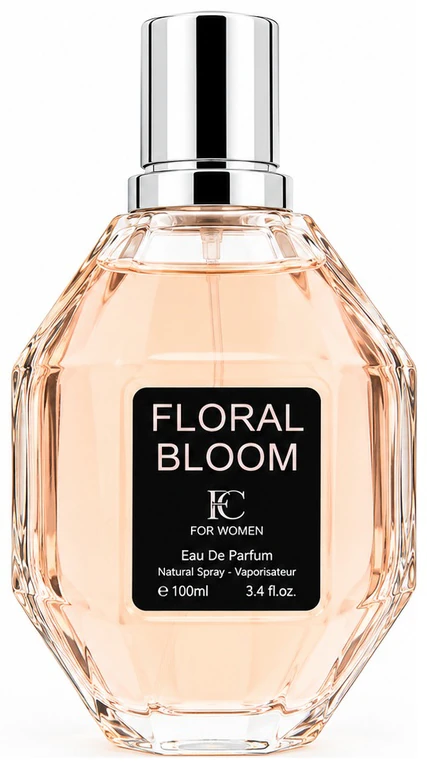 FLORAL
BLOOM
FC
FOR WOMEN
Eau De Parfum
Natural Spray - Vaporisateur
℮ 100ml 3.4 fl.oz.